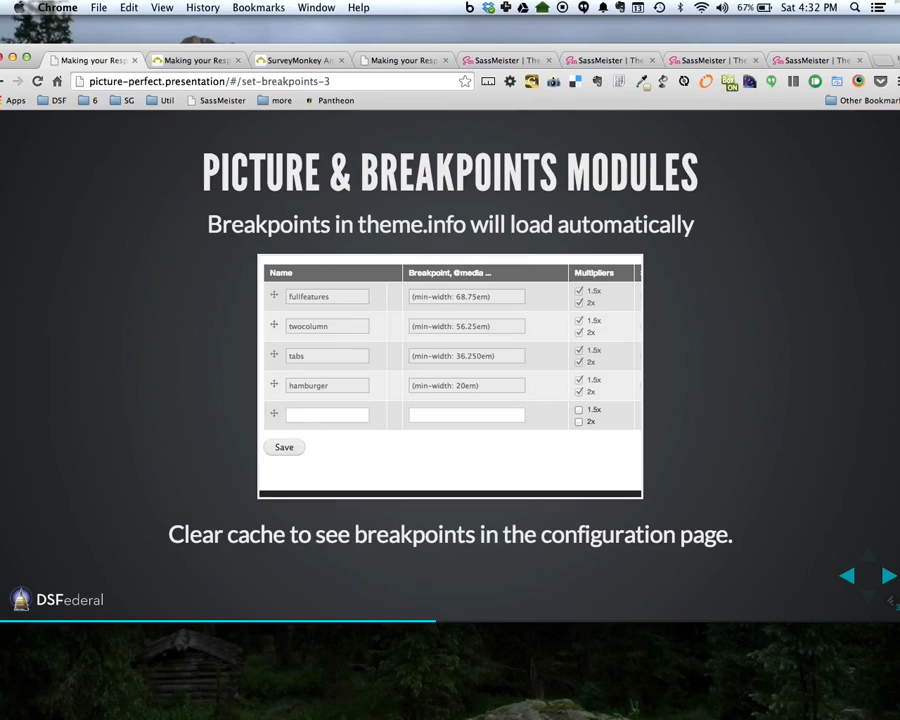 Chrome File Edit View History Bookmarks Window Help 67% Sat 4:32 PM
Making your Resp Making your Resp SurveyMonkey An Making your Resp SassMeister | The SassMeister | The SassMeister | The SassMeister | The
picture-perfect.presentation/#/set-breakpoints-3
Apps DSF 6 SG Util SassMeister more Pantheon Other Bookmar
PICTURE & BREAKPOINTS MODULES
Breakpoints in theme.info will load automatically
Name Breakpoint, @media ... Multipliers
fullfeatures (min-width: 68.75em) 1.5x
2x
twocolumn (min-width: 56.25em) 1.5x
2x
tabs (min-width: 36.250em) 1.5x
2x
hamburger (min-width: 20em) 1.5x
2x
1.5x
2x
Save
Clear cache to see breakpoints in the configuration page.
DSFederal